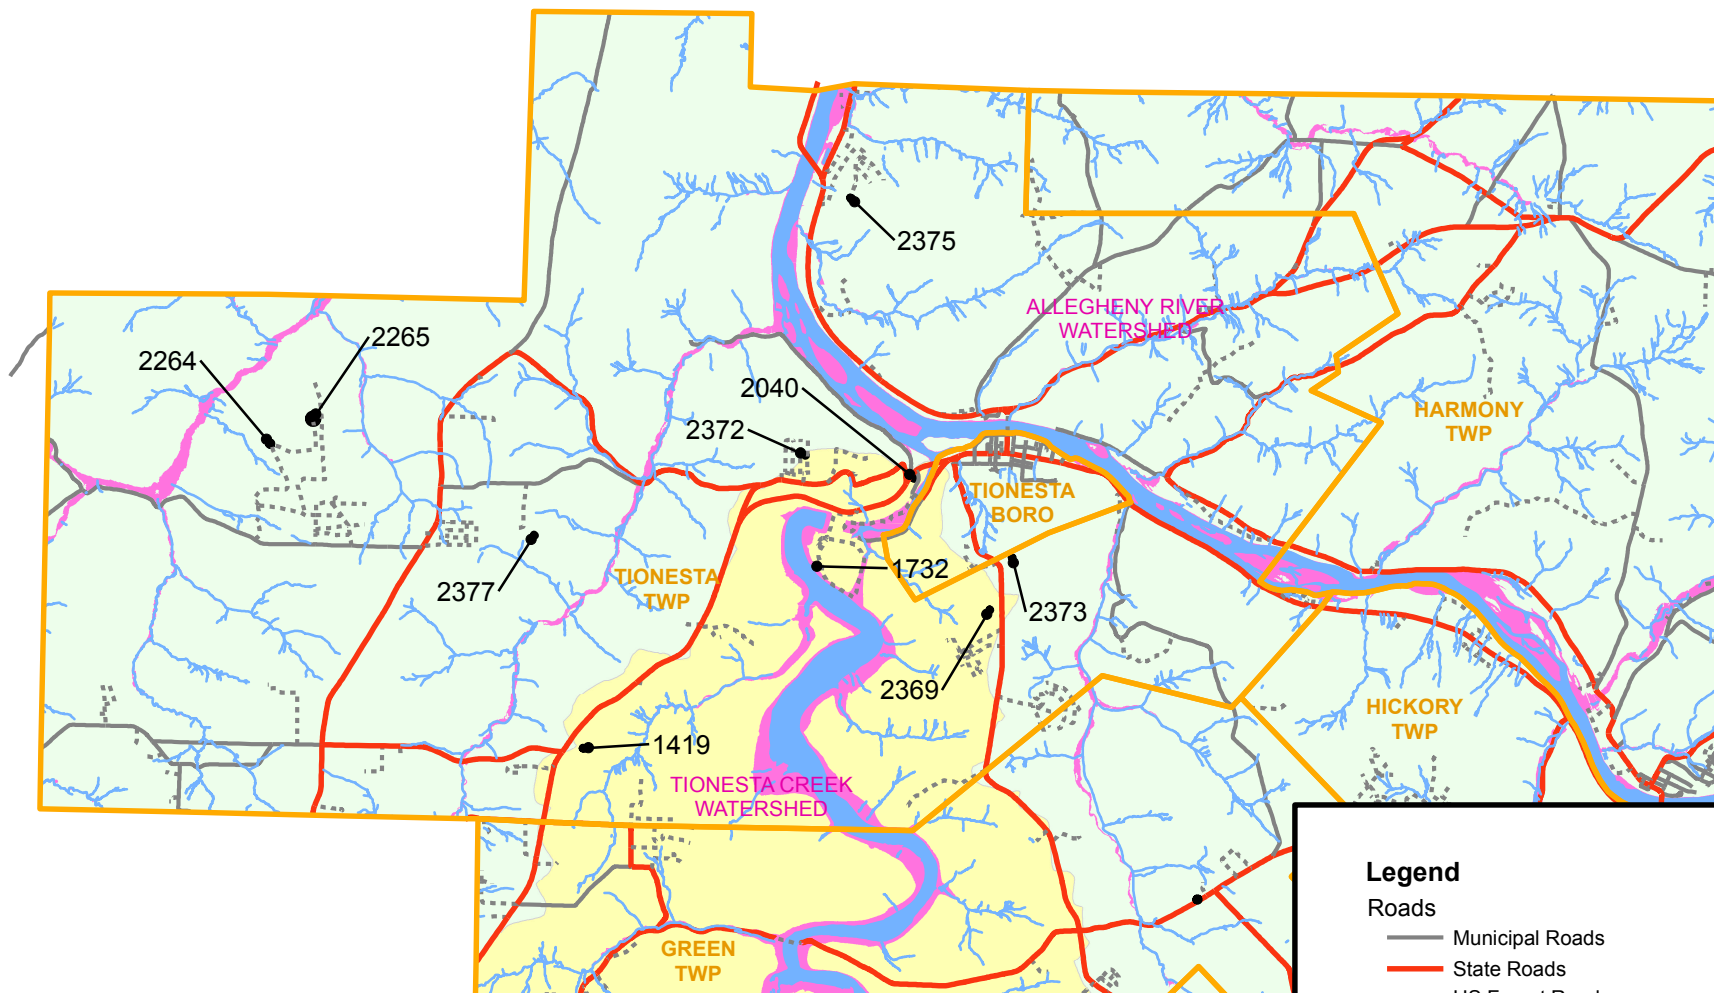 2375
ALLEGHENY RIVER
WATERSHED
2265
2264
2040
2372
HARMONY
TWP
TIONESTA
BORO
TIONESTA
TWP
1732
2377
2373
2369
HICKORY
TWP
1419
TIONESTA CREEK
WATERSHED
GREEN
TWP
Legend
Roads
Municipal Roads
State Roads